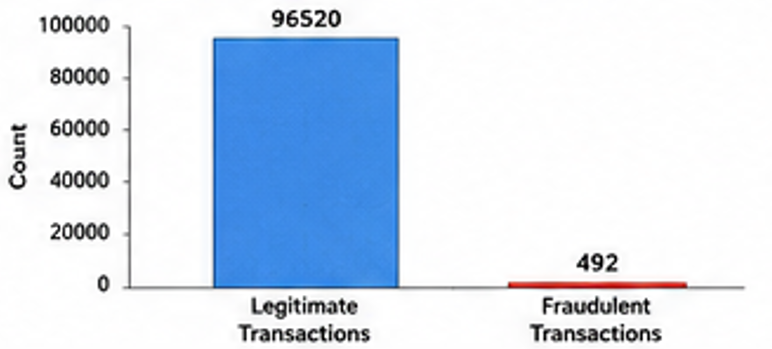 96520
100000
80000
60000
40000
20000
0
Count
492
Legitimate
Transactions
Fraudulent
Transactions